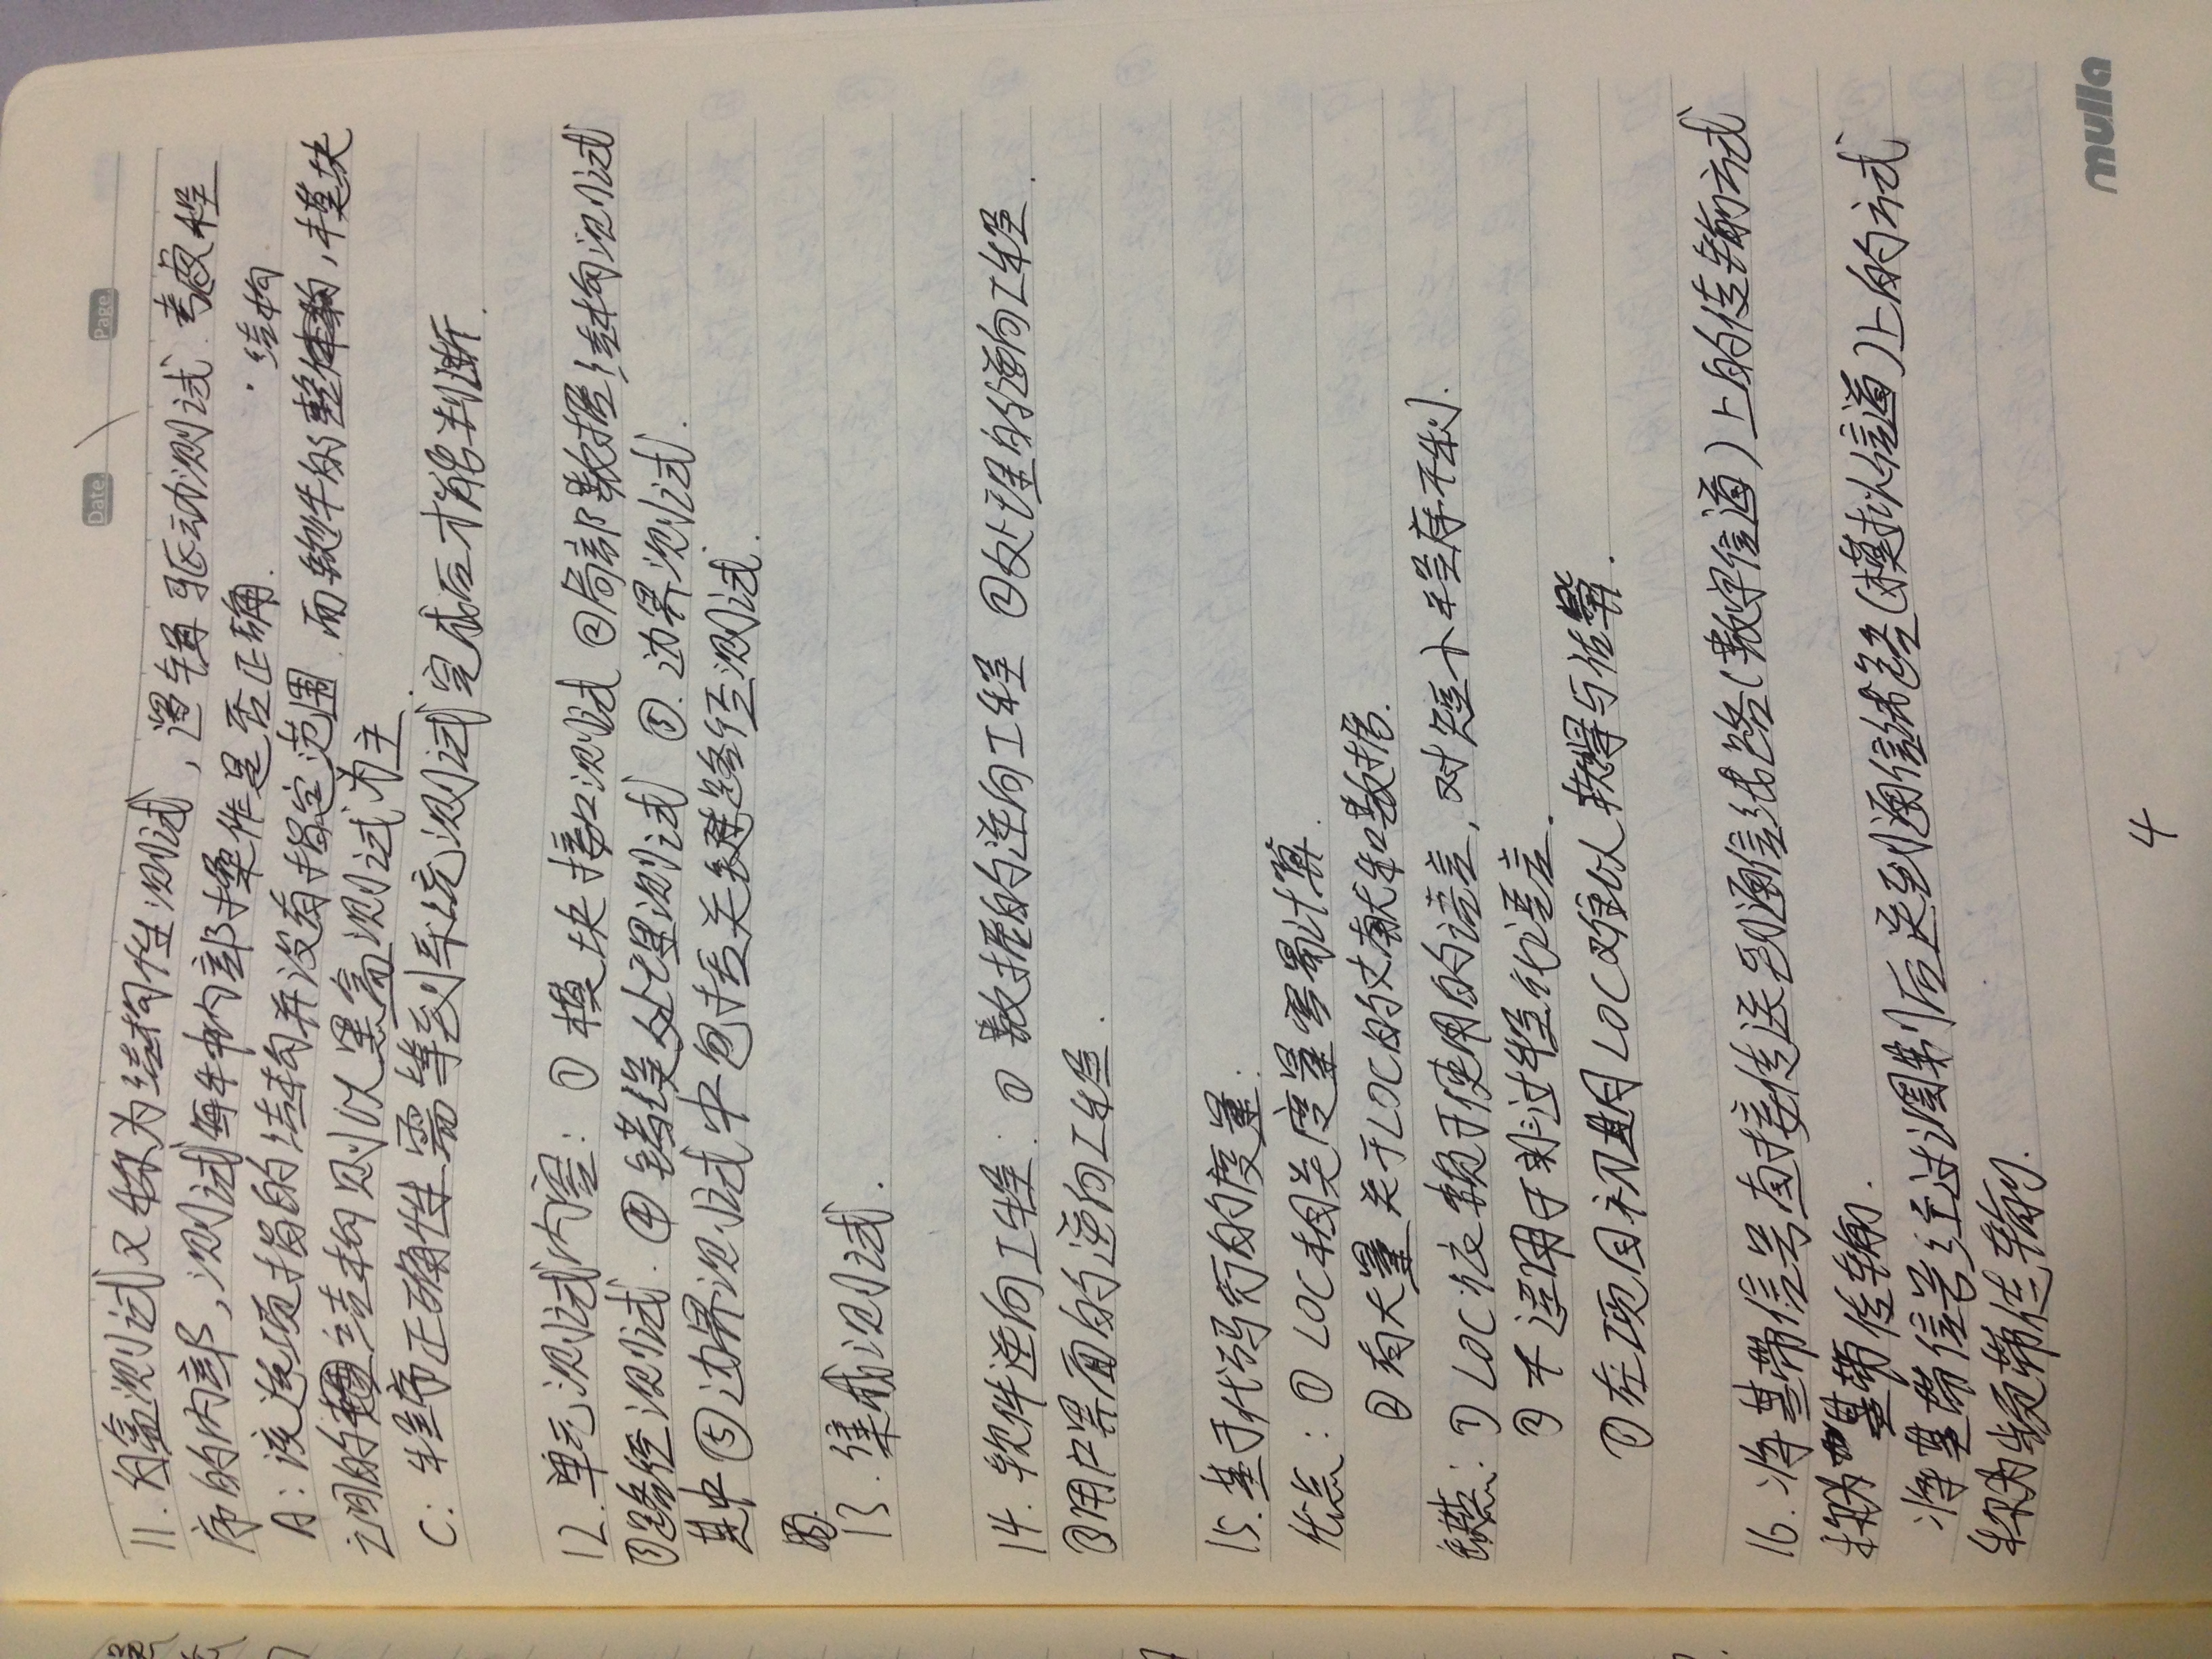 Date. Page.
11. 白盒测试又称为结构性测试,逻辑驱动测试.考虑程
序的内部,测试每种内部操作是否正确.
结构
A: 该选项指的结构并没有指定范围.而软件的整体,模块
之间的结构则以黑盒测试为主.
C: 程序正确性需等到系统测试完成后才能判断.
12. 单元测试内容: ① 模块接口测试 ②局部数据结构测试
③路径测试. ④ 错误处理测试 ⑤. 边界测试.
其中⑤边界测试中包括关键路径测试.
13. 集成测试.
14. 软件逆向工程: ① 数据的逆向工程 ②处理的逆向工程.
③用户界面的逆向工程.
15. 基于代码行的度量:
优点: ① LOC相关度量容易计算.
② 有大量关于LOC的文献和数据.
缺点: ① LOC依赖于使用的语言,对短小程序不利.
② 不适用于非过程化语言.
③ 在项目初期LOC难以获得与估算.
16. 将基带信号直接传送到通信线路(数字信道)上的传输方式
称为基带传输.
将基带信号经过调制后送到通信线路(模拟信道)上的方式
称为频带传输.
mulla
4